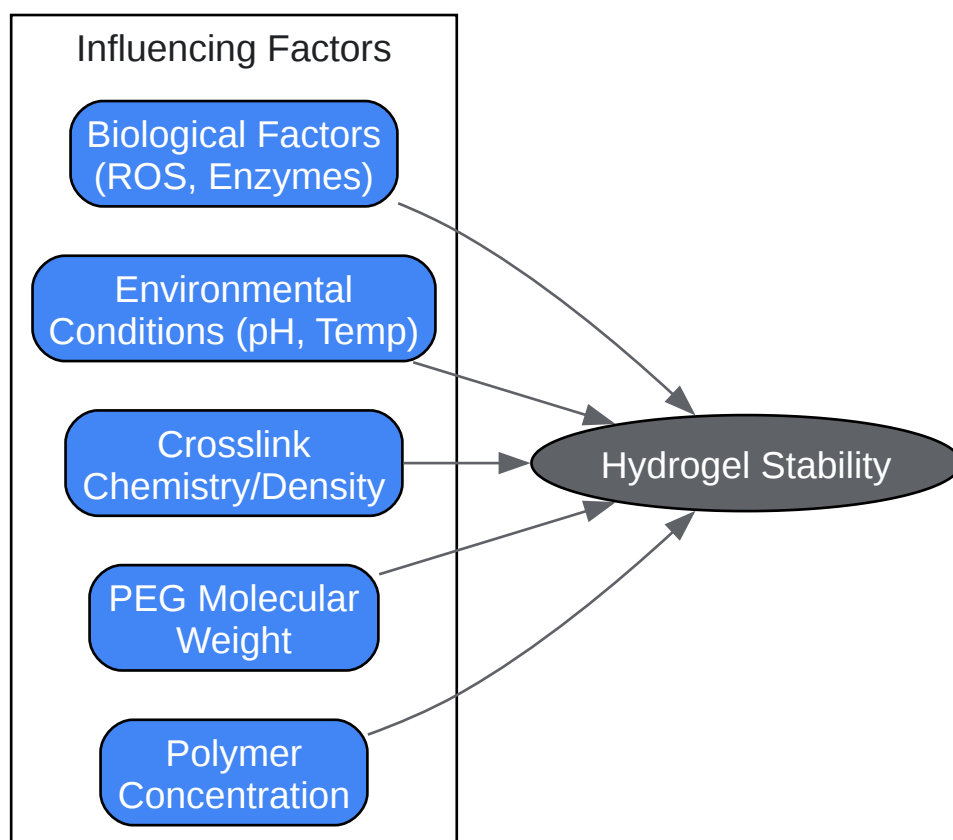 Influencing Factors
Biological Factors
(ROS, Enzymes)
Environmental
Conditions (pH, Temp)
Crosslink
Chemistry/Density
Hydrogel Stability
PEG Molecular
Weight
Polymer
Concentration